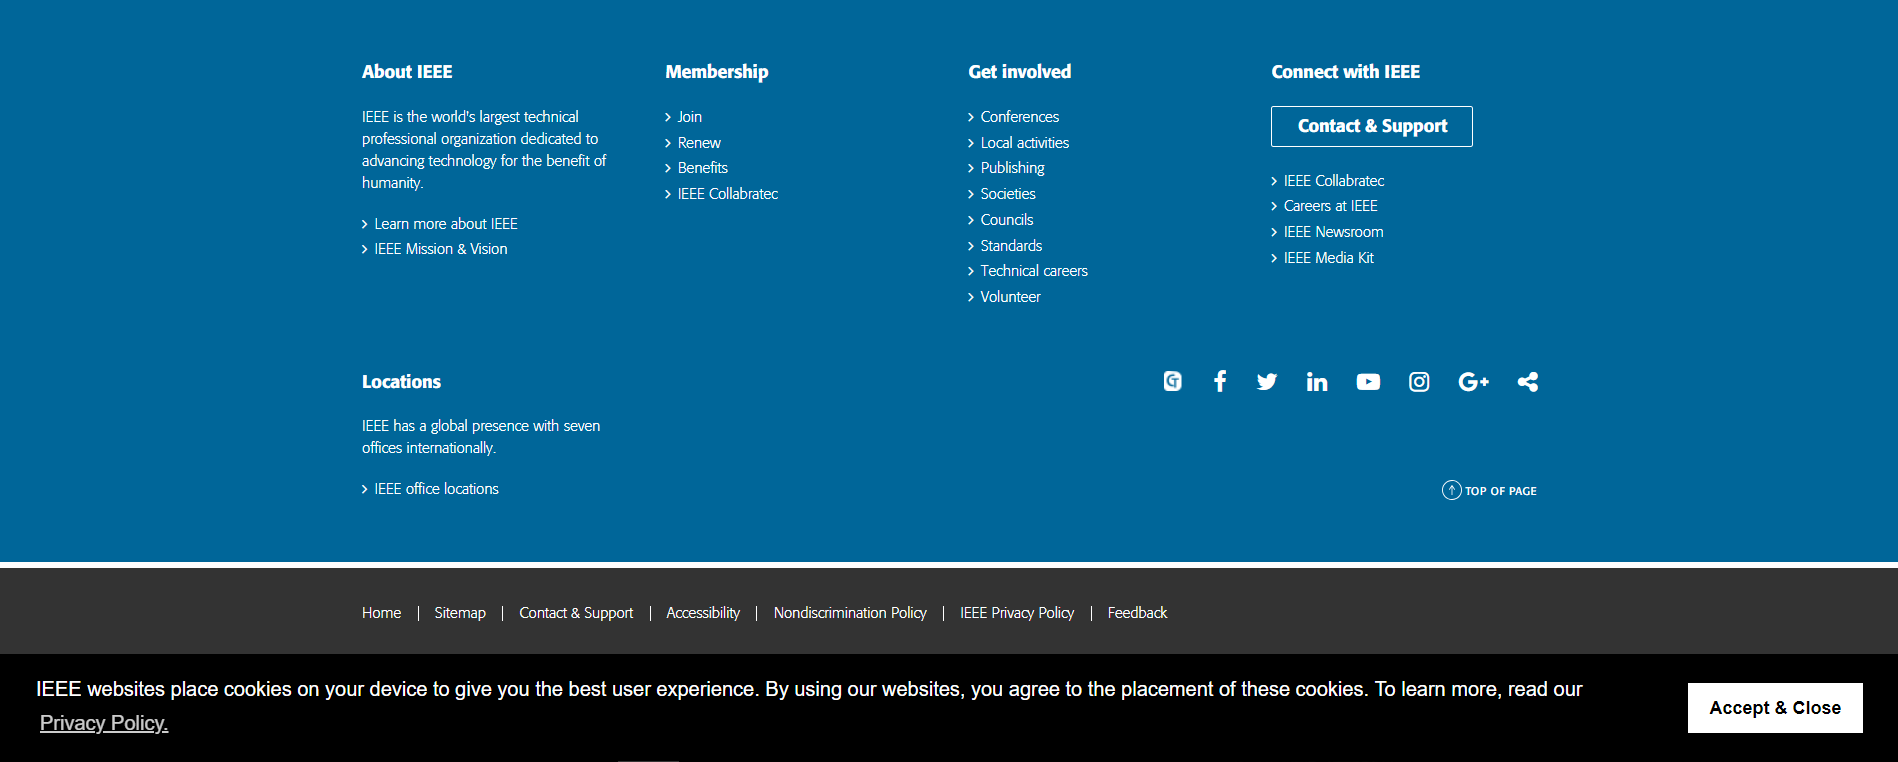 About IEEE
IEEE is the world's largest technical
professional organization dedicated to
advancing technology for the benefit of
humanity.
Learn more about IEEE
IEEE Mission & Vision
Membership
Join
Renew
Benefits
IEEE Collabratec
Get involved
Conferences
Local activities
Publishing
Societies
Councils
Standards
Technical careers
Volunteer
Connect with IEEE
Contact & Support
IEEE Collabratec
Careers at IEEE
IEEE Newsroom
IEEE Media Kit
Locations
IEEE has a global presence with seven
offices internationally.
IEEE office locations
TOP OF PAGE
Home | Sitemap | Contact & Support | Accessibility | Nondiscrimination Policy | IEEE Privacy Policy | Feedback
IEEE websites place cookies on your device to give you the best user experience. By using our websites, you agree to the placement of these cookies. To learn more, read our
Privacy Policy.
Accept & Close